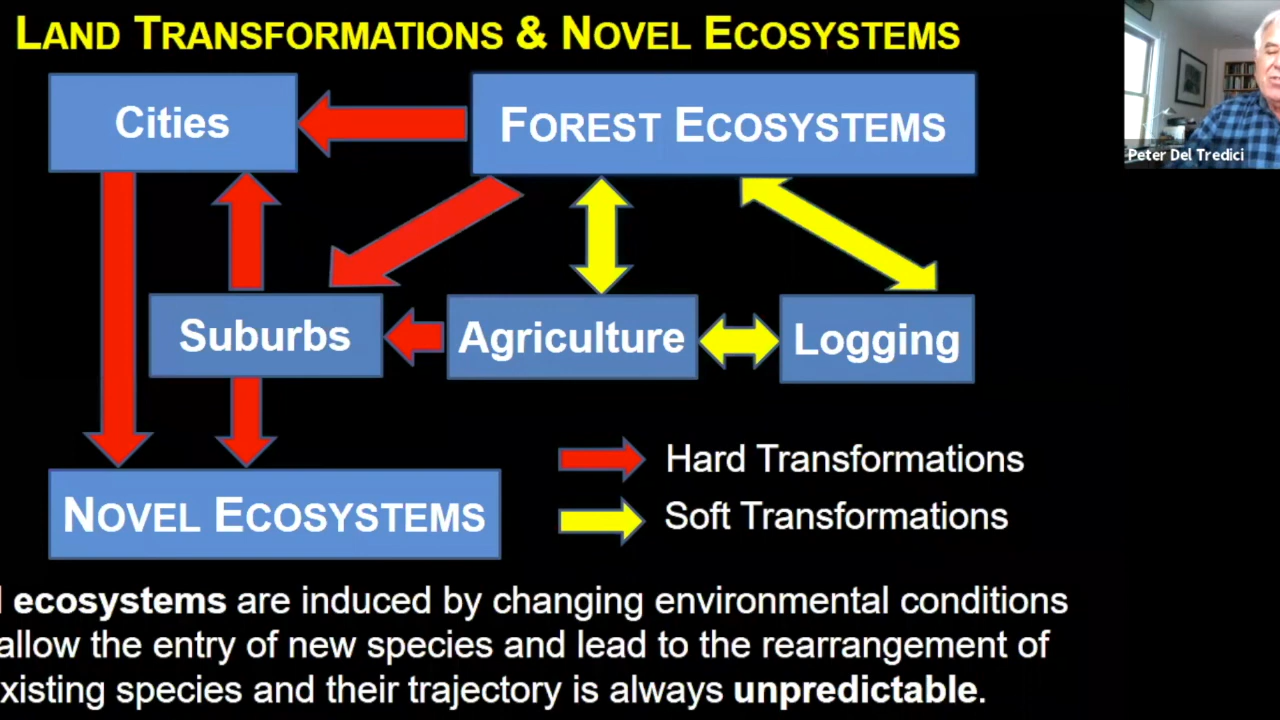 LAND TRANSFORMATIONS & NOVEL ECOSYSTEMS
Cities
FOREST ECOSYSTEMS
Peter Del Tredici
Suburbs
Agriculture
Logging
Hard Transformations
Soft Transformations
NOVEL ECOSYSTEMS
ecosystems are induced by changing environmental conditions
allow the entry of new species and lead to the rearrangement of
xisting species and their trajectory is always unpredictable.